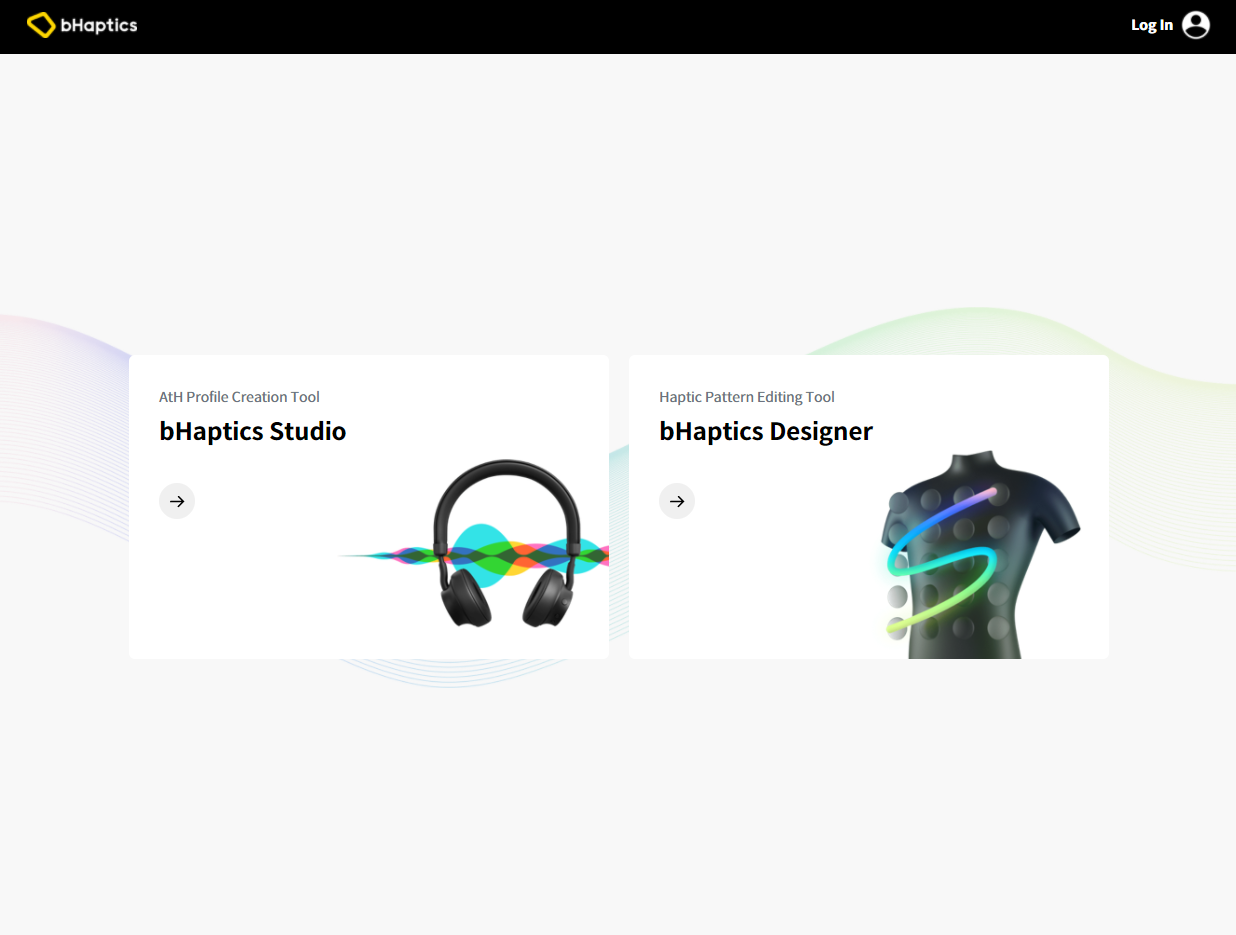 bHaptics
Log In
AtH Profile Creation Tool
bHaptics Studio
Haptic Pattern Editing Tool
bHaptics Designer